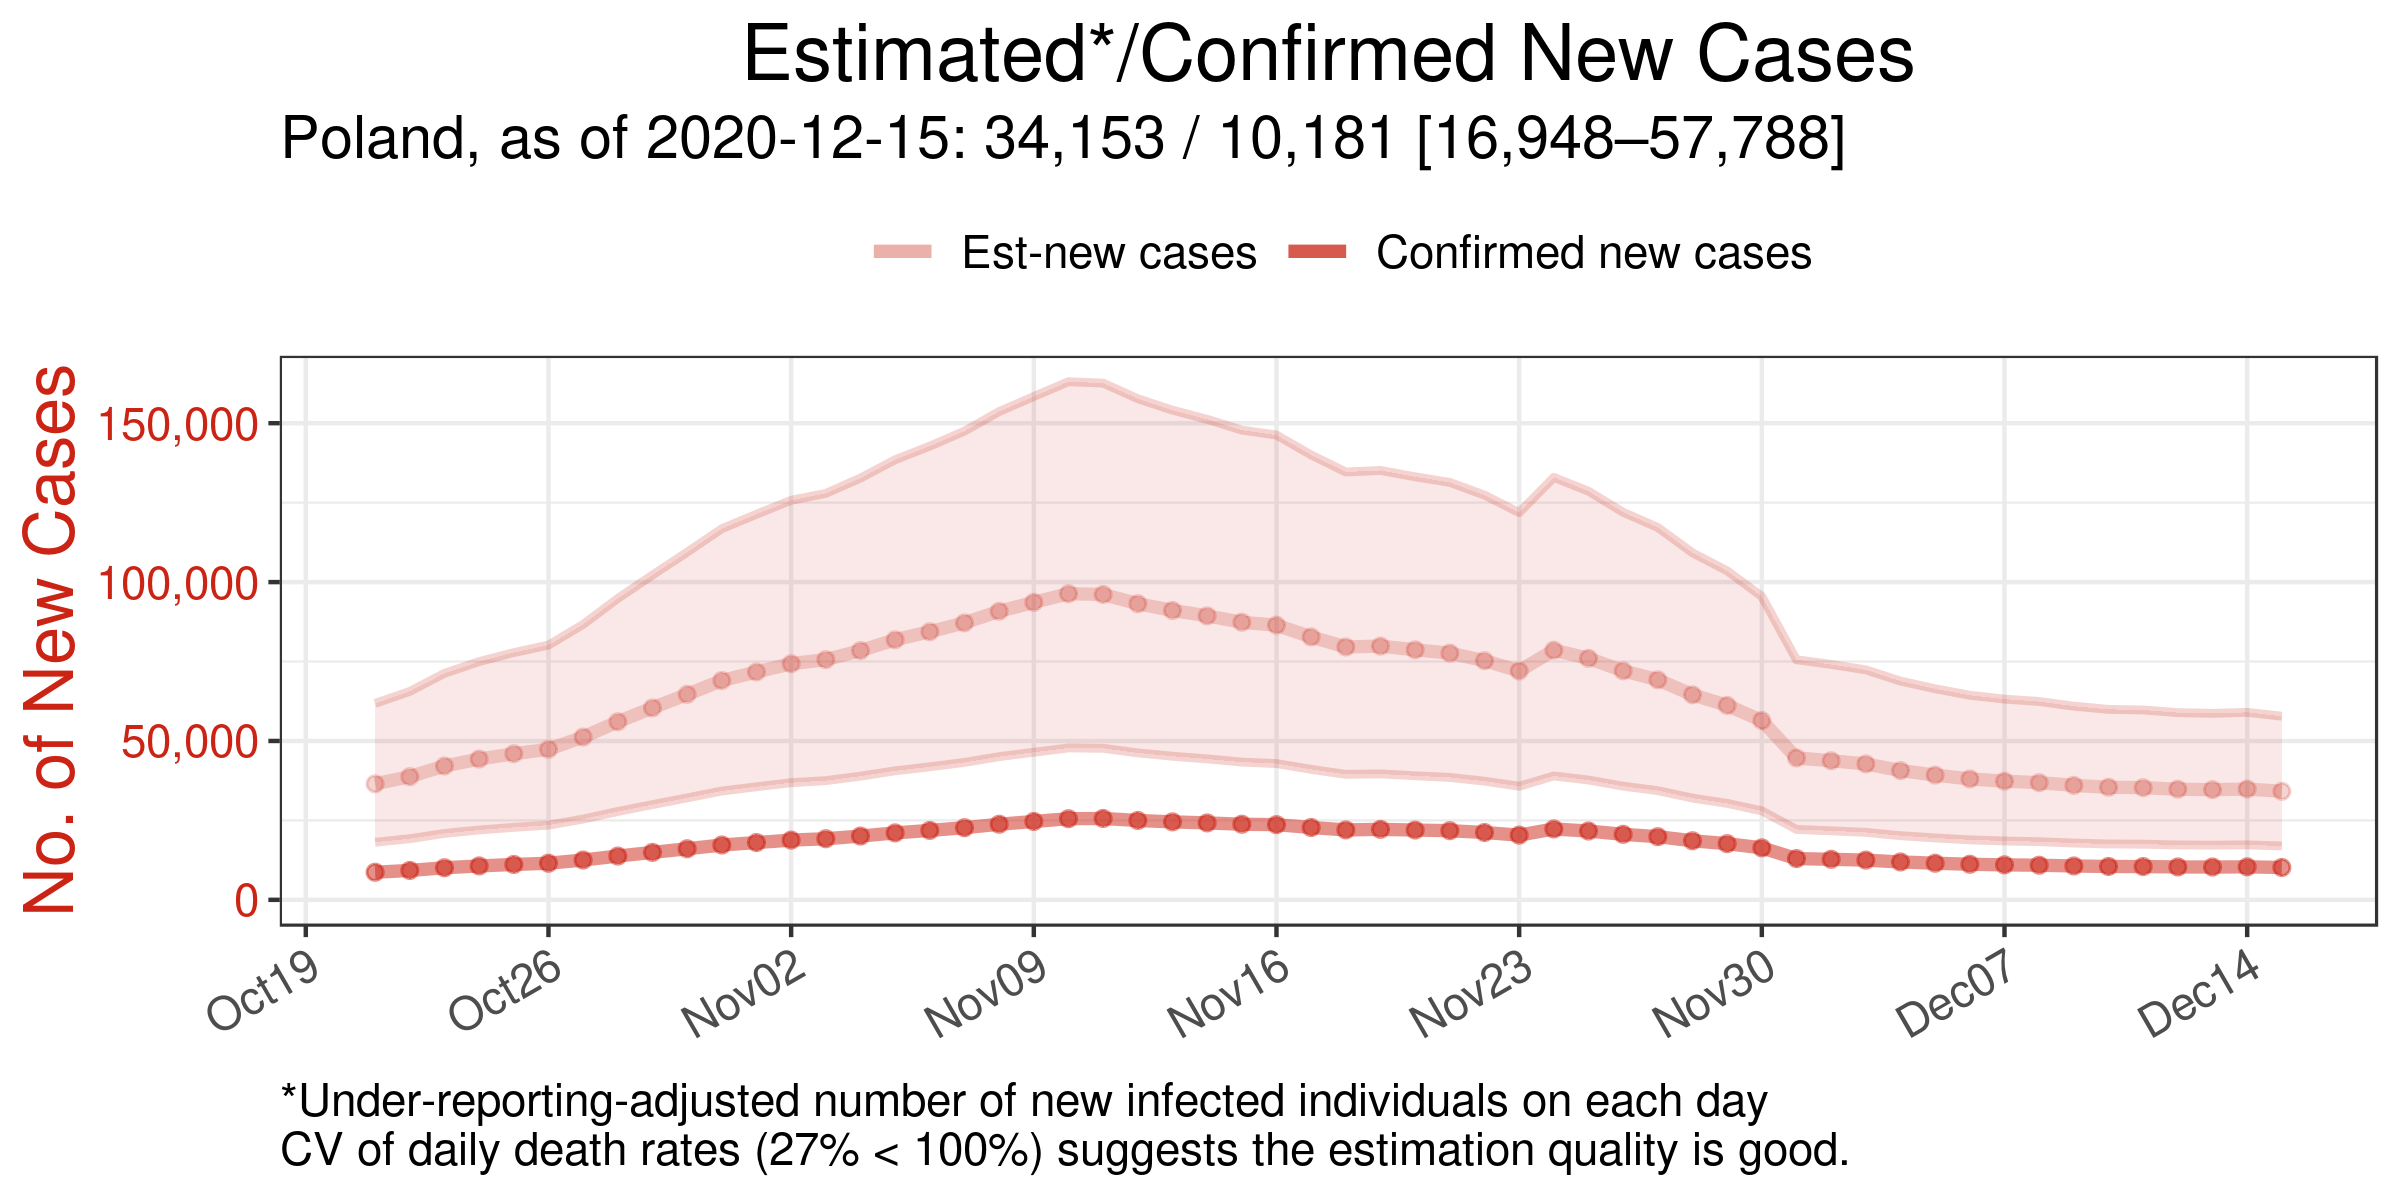 Estimated*/Confirmed New Cases
Poland, as of 2020-12-15: 34,153 / 10,181 [16,948–57,788]
Est-new cases Confirmed new cases
No. of New Cases
150,000
100,000
50,000
0
Oct19 Oct26 Nov02 Nov09 Nov16 Nov23 Nov30 Dec07 Dec14
*Under-reporting-adjusted number of new infected individuals on each day
CV of daily death rates (27% < 100%) suggests the estimation quality is good.